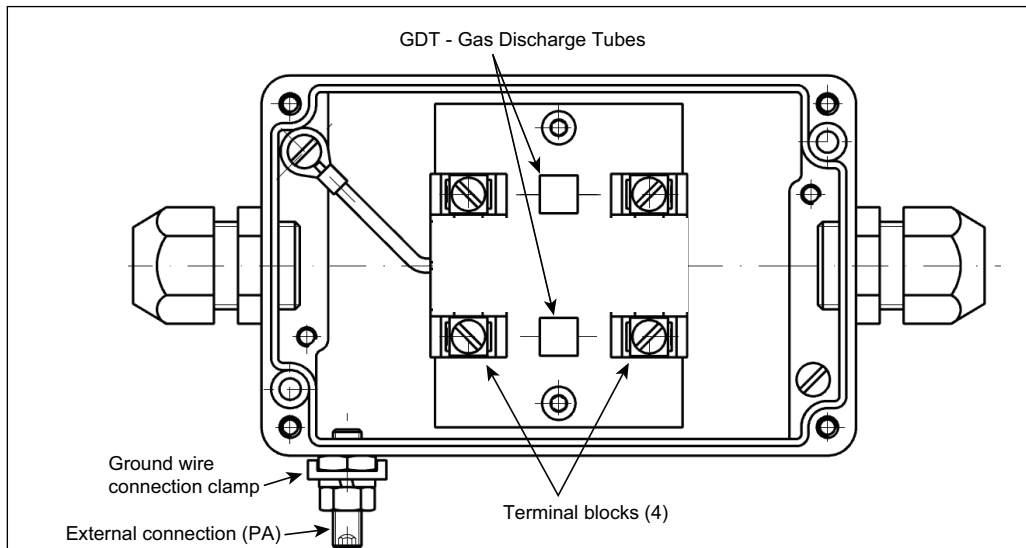 GDT - Gas Discharge Tubes
Ground wire
connection clamp
Terminal blocks (4)
External connection (PA)